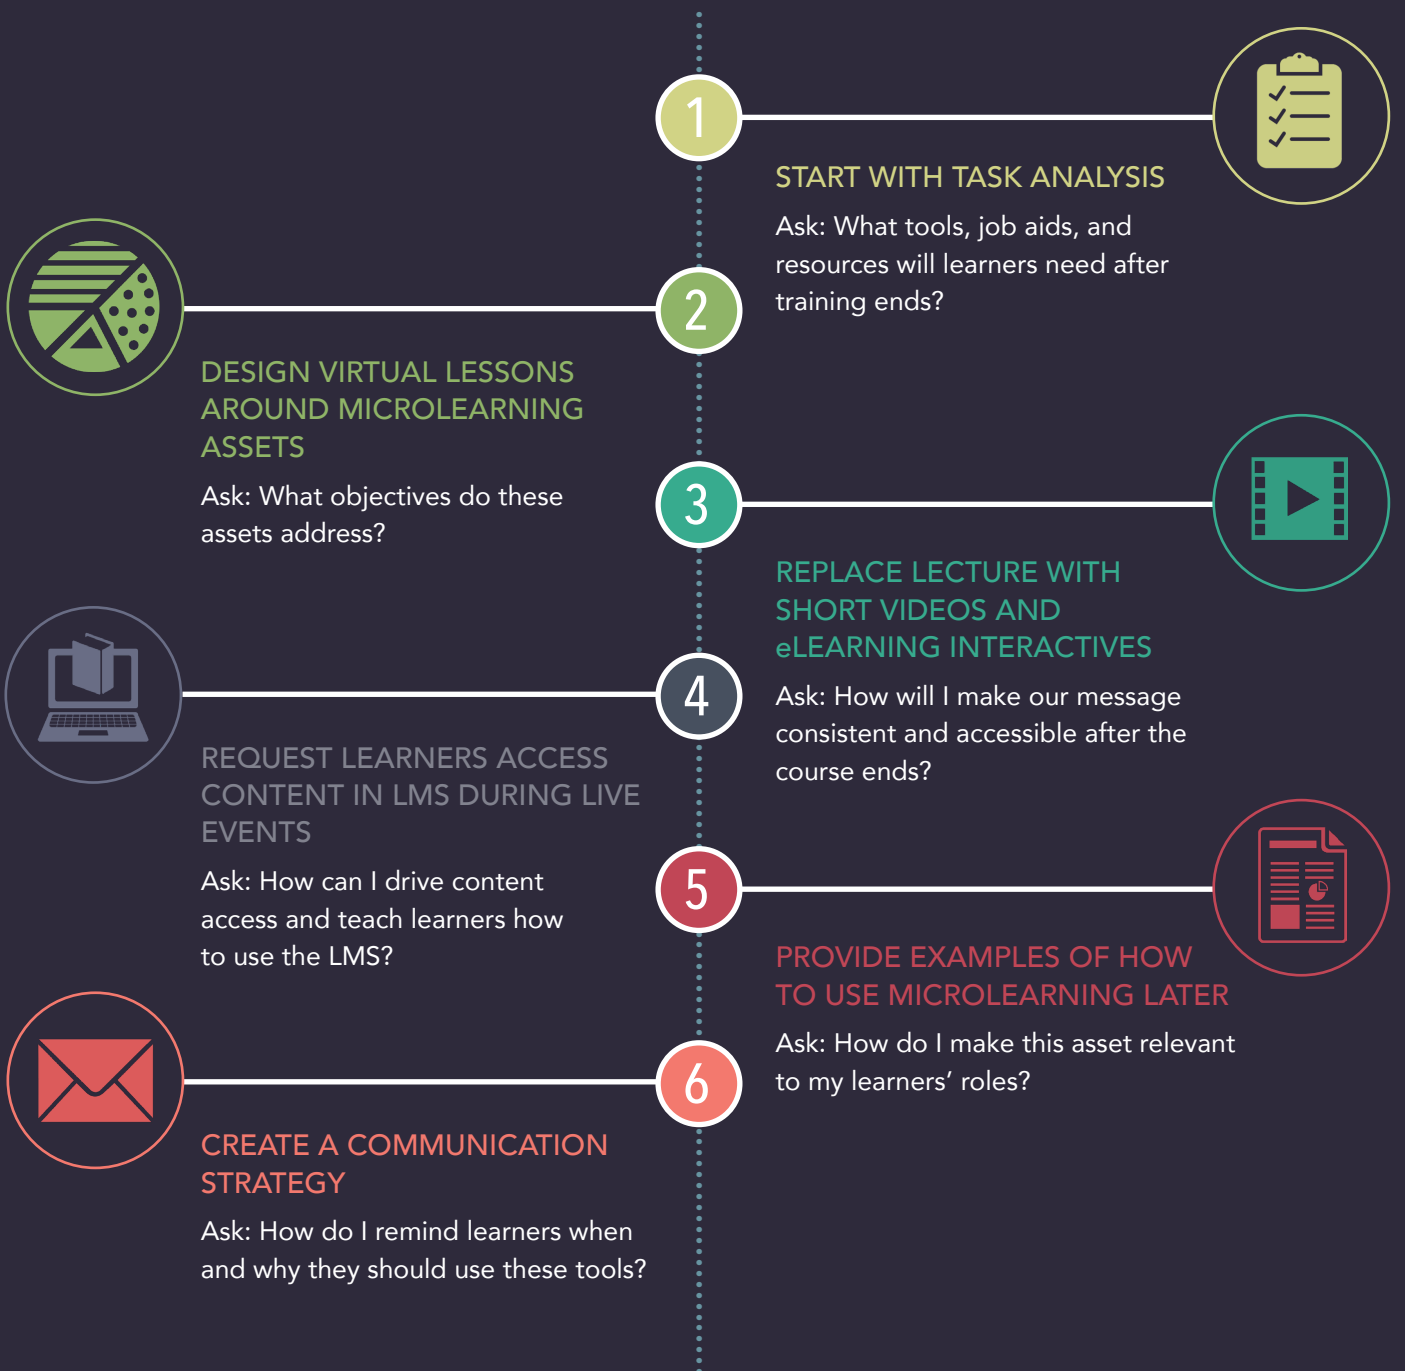 1
START WITH TASK ANALYSIS
Ask: What tools, job aids, and
resources will learners need after
training ends?
2
DESIGN VIRTUAL LESSONS
AROUND MICROLEARNING
ASSETS
Ask: What objectives do these
assets address?
3
REPLACE LECTURE WITH
SHORT VIDEOS AND
eLEARNING INTERACTIVES
Ask: How will I make our message
consistent and accessible after the
course ends?
4
REQUEST LEARNERS ACCESS
CONTENT IN LMS DURING LIVE
EVENTS
Ask: How can I drive content
access and teach learners how
to use the LMS?
5
PROVIDE EXAMPLES OF HOW
TO USE MICROLEARNING LATER
Ask: How do I make this asset relevant
to my learners’ roles?
6
CREATE A COMMUNICATION
STRATEGY
Ask: How do I remind learners when
and why they should use these tools?